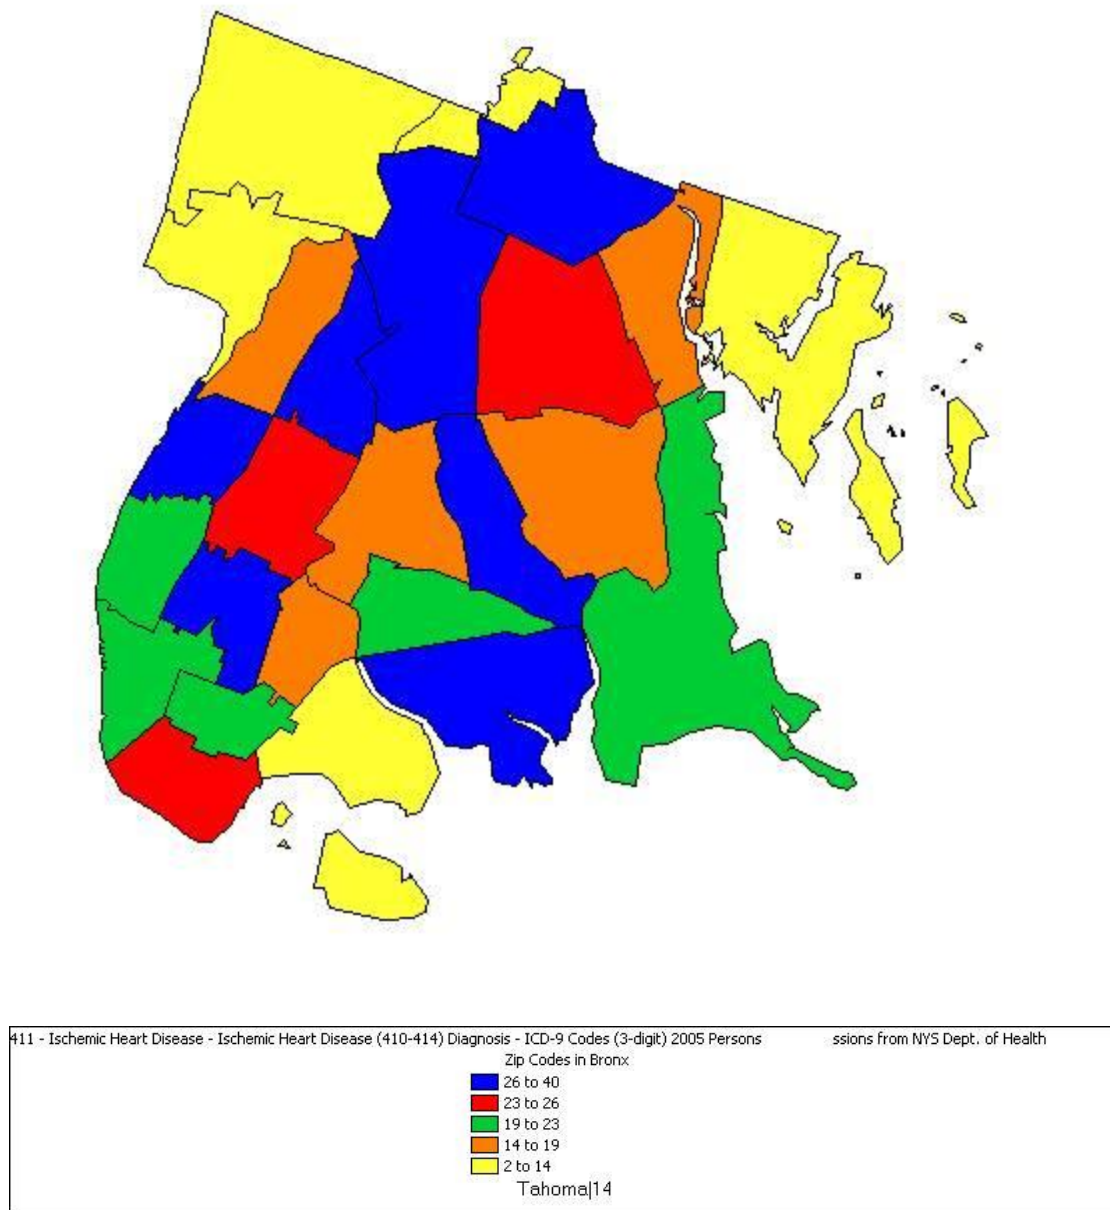 411 - Ischemic Heart Disease - Ischemic Heart Disease (410-414) Diagnosis - ICD-9 Codes (3-digit) 2005 Persons ssions from NYS Dept. of Health
Zip Codes in Bronx
26 to 40
23 to 26
19 to 23
14 to 19
2 to 14
Tahoma|14